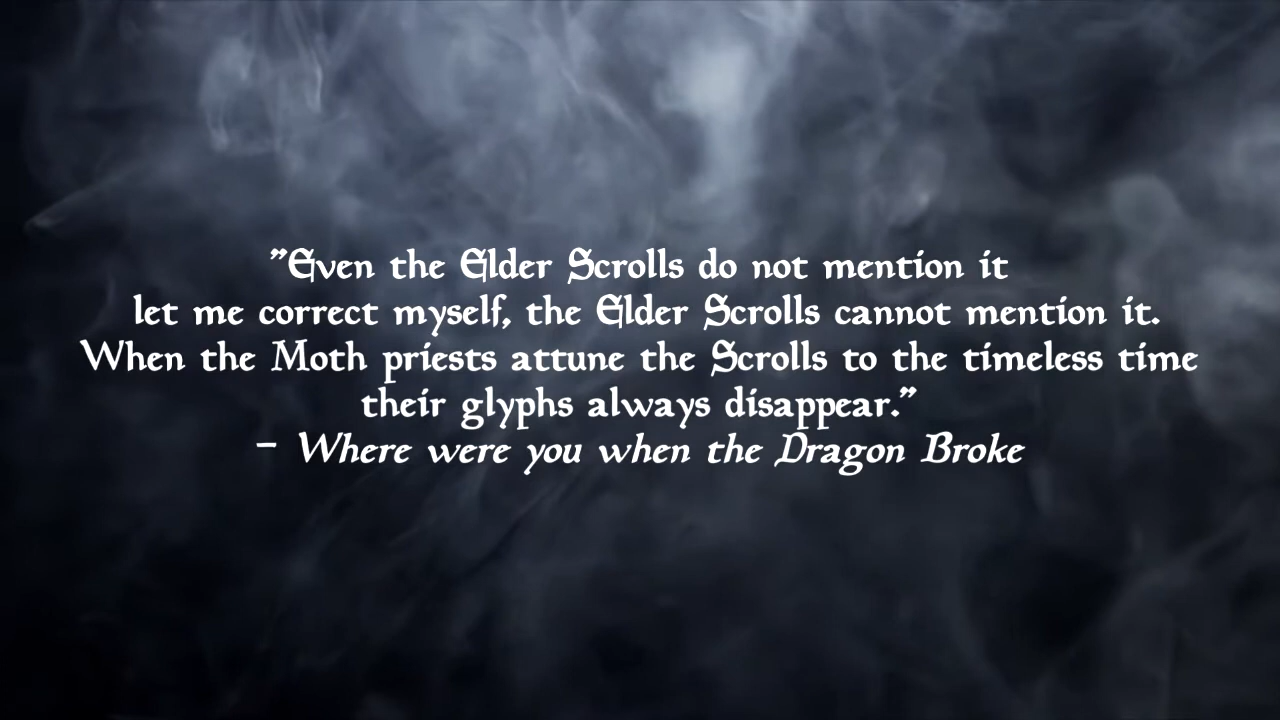 "Even the Elder Scrolls do not mention it
let me correct myself, the Elder Scrolls cannot mention it.
When the Moth priests attune the Scrolls to the timeless time
their glyphs always disappear."
- Where were you when the Dragon Broke